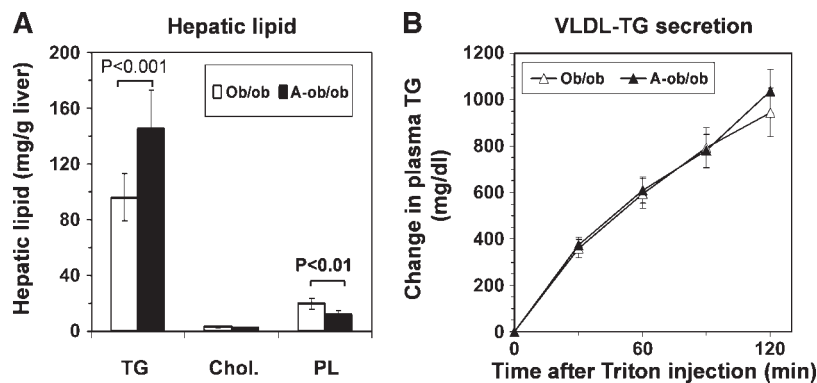 A
Hepatic lipid
Hepatic lipid (mg/g liver)
200
160
120
80
40
0
P<0.001
Ob/ob
A-ob/ob
P<0.01
TG
Chol.
PL
B
VLDL-TG secretion
Change in plasma TG
(mg/dl)
1200
1000
800
600
400
200
0
Ob/ob
A-ob/ob
0
60
120
Time after Triton injection (min)